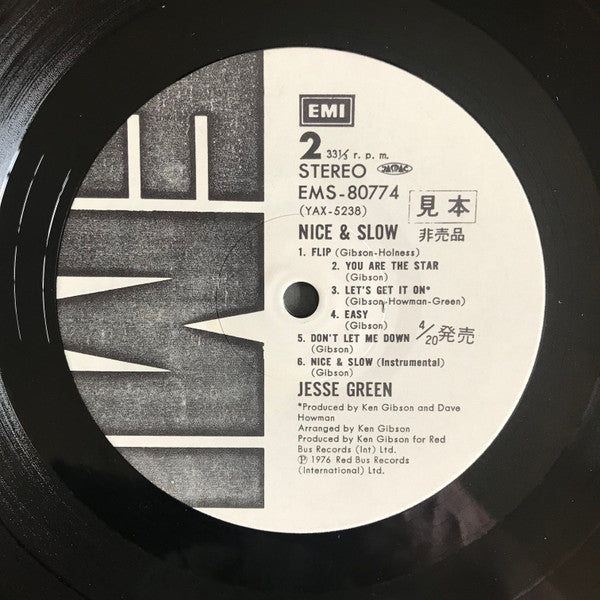 EMI
2 33⅓ r. p. m.
STEREO
EMS-80774
(YAX-5238)
見本
NICE & SLOW 非売品
1. FLIP (Gibson-Holness)
2. YOU ARE THE STAR
(Gibson)
3. LET'S GET IT ON*
(Gibson-Howman-Green)
4. EASY
(Gibson)
4/20発売
5. DON'T LET ME DOWN
(Gibson)
6. NICE & SLOW (Instrumental)
(Gibson)
JESSE GREEN
*Produced by Ken Gibson and Dave
Howman
Arranged by Ken Gibson
Produced by Ken Gibson for Red
Bus Records (Int) Ltd.
Ⓟ 1976 Red Bus Records
(International) Ltd.